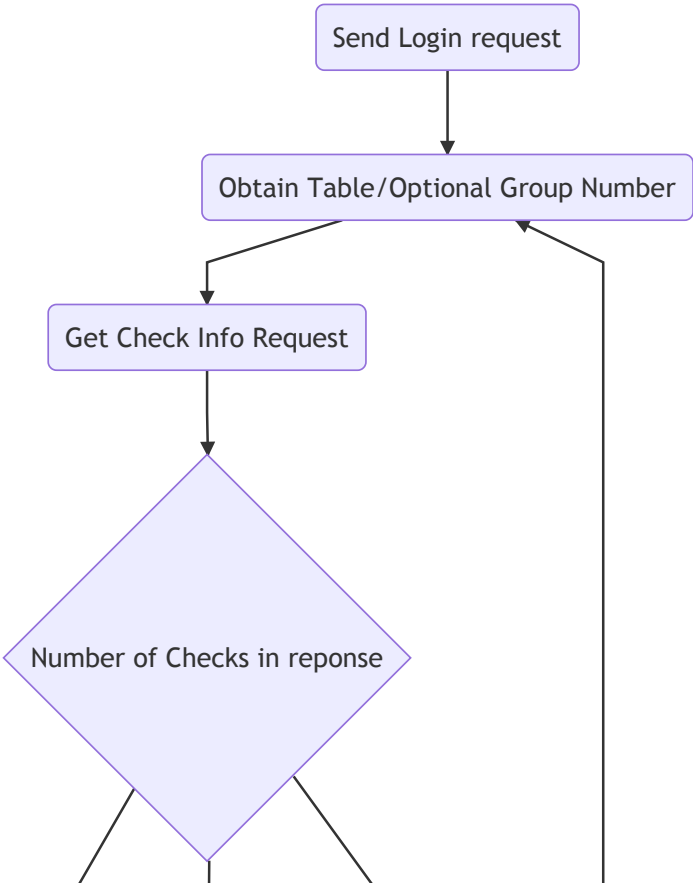 Send Login request
Obtain Table/Optional Group Number
Get Check Info Request
Number of Checks in reponse